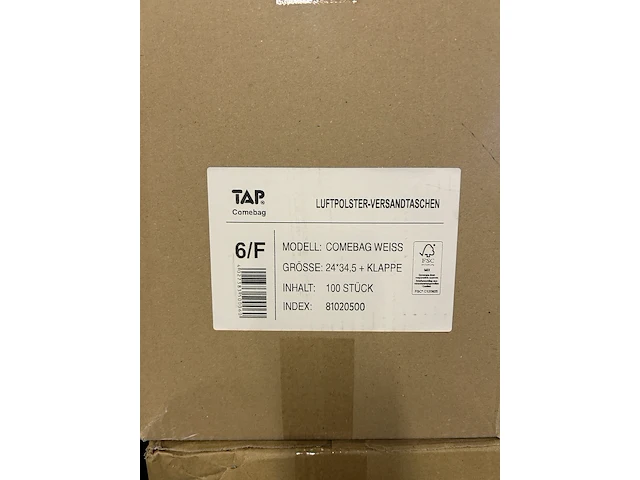 TAP®
Comebag
LUFTPOLSTER-VERSANDTASCHEN
6/F
MODELL: COMEBAG WEISS
GRÖSSE: 24*34,5 + KLAPPE
INHALT: 100 STÜCK
INDEX: 81020500
FSC
MIX